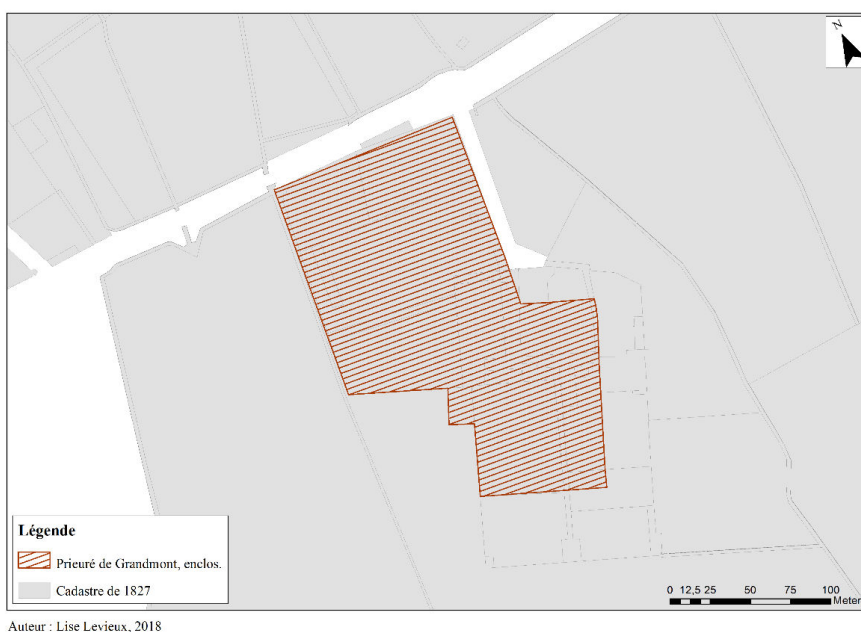 N
Légende
Prieuré de Grandmont, enclos.
Cadastre de 1827
0 12,5 25 50 75 100
Meter
Auteur : Lise Levieux, 2018